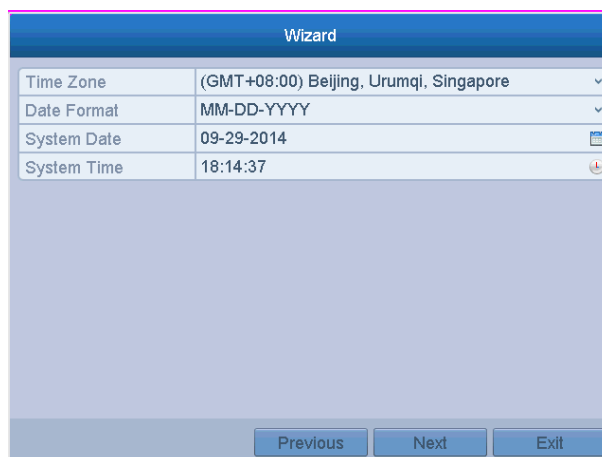 Wizard
Time Zone (GMT+08:00) Beijing, Urumqi, Singapore
Date Format MM-DD-YYYY
System Date 09-29-2014
System Time 18:14:37
Previous Next Exit